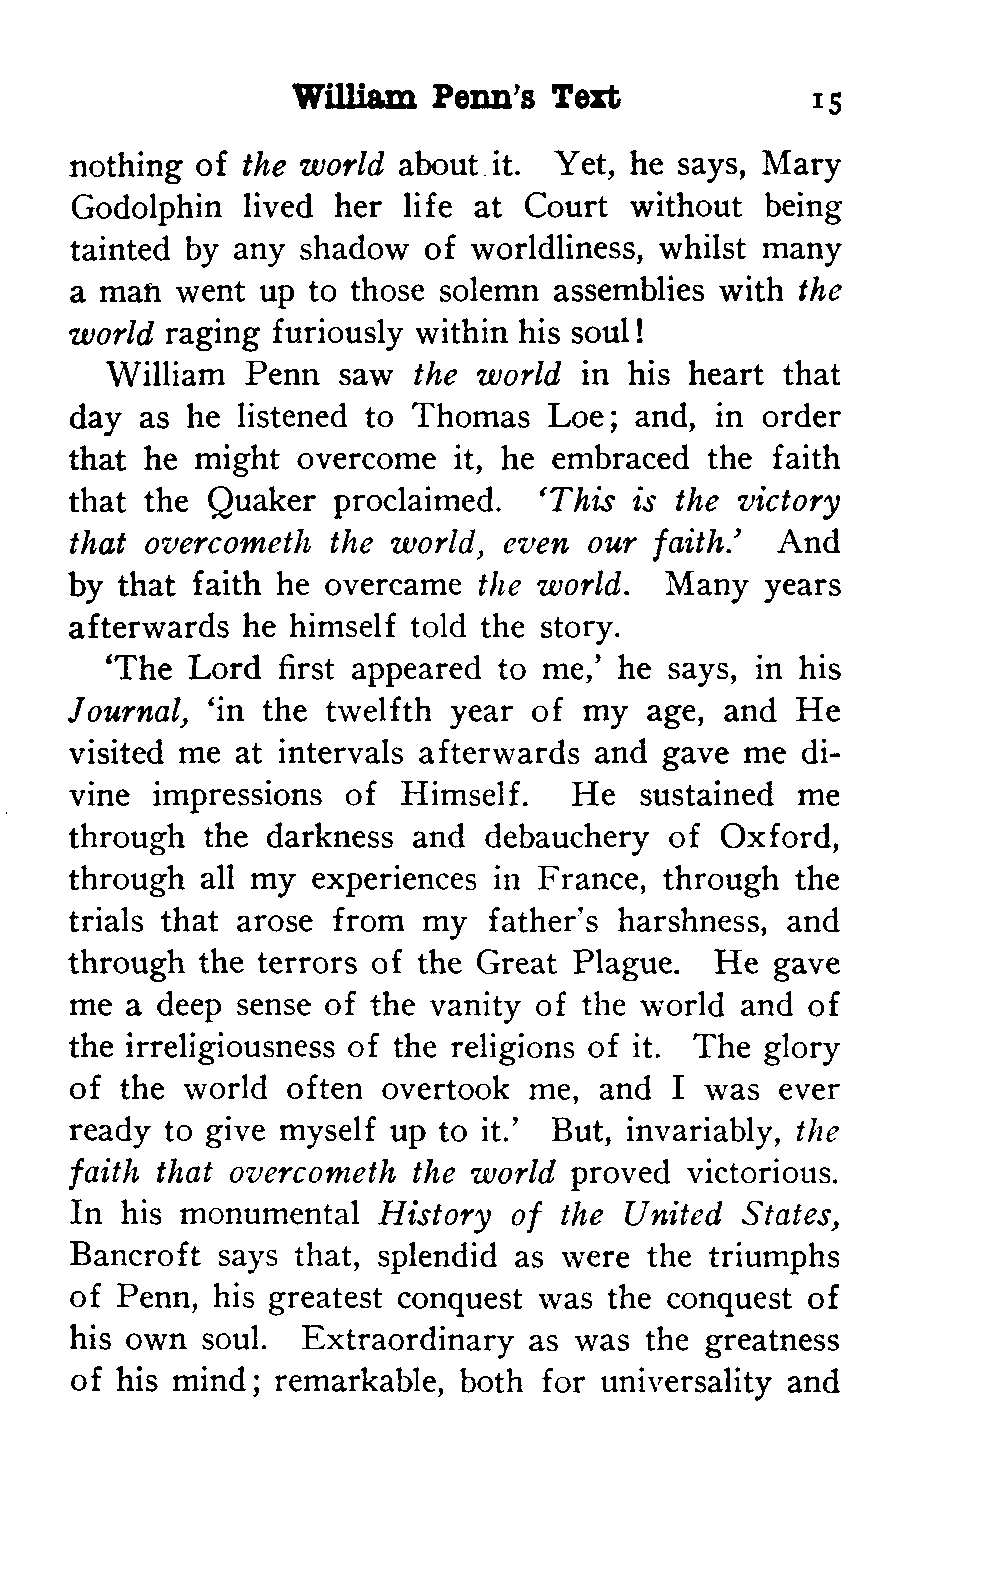 William Penn's Text 15
nothing of the world about it. Yet, he says, Mary
Godolphin lived her life at Court without being
tainted by any shadow of worldliness, whilst many
a man went up to those solemn assemblies with the
world raging furiously within his soul!
William Penn saw the world in his heart that
day as he listened to Thomas Loe; and, in order
that he might overcome it, he embraced the faith
that the Quaker proclaimed. ‘This is the victory
that overcometh the world, even our faith.’ And
by that faith he overcame the world. Many years
afterwards he himself told the story.
‘The Lord first appeared to me,’ he says, in his
Journal, ‘in the twelfth year of my age, and He
visited me at intervals afterwards and gave me di-
vine impressions of Himself. He sustained me
through the darkness and debauchery of Oxford,
through all my experiences in France, through the
trials that arose from my father's harshness, and
through the terrors of the Great Plague. He gave
me a deep sense of the vanity of the world and of
the irreligiousness of the religions of it. The glory
of the world often overtook me, and I was ever
ready to give myself up to it.’ But, invariably, the
faith that overcometh the world proved victorious.
In his monumental History of the United States,
Bancroft says that, splendid as were the triumphs
of Penn, his greatest conquest was the conquest of
his own soul. Extraordinary as was the greatness
of his mind; remarkable, both for universality and